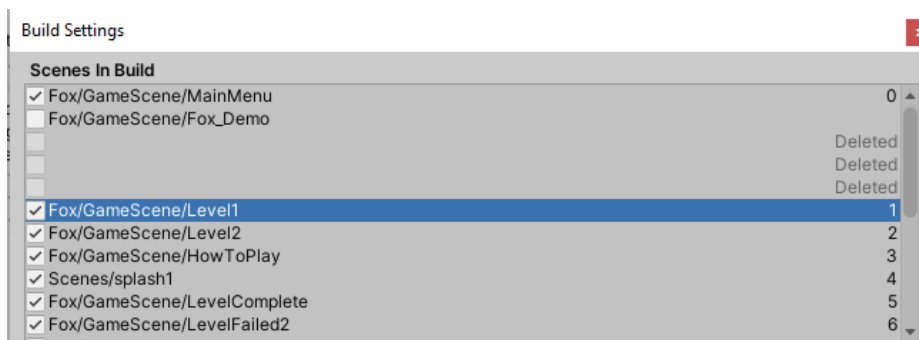 Build Settings
Scenes In Build
Fox/GameScene/MainMenu 0
Fox/GameScene/Fox_Demo
Deleted
Deleted
Deleted
Fox/GameScene/Level1 1
Fox/GameScene/Level2 2
Fox/GameScene/HowToPlay 3
Scenes/splash1 4
Fox/GameScene/LevelComplete 5
Fox/GameScene/LevelFailed2 6